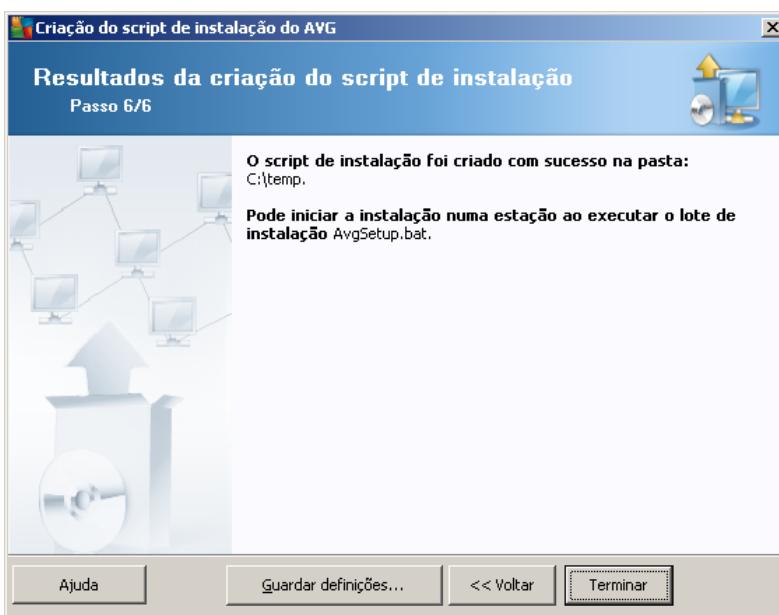 Criação do script de instalação do AVG
Resultados da criação do script de instalação
Passo 6/6
O script de instalação foi criado com sucesso na pasta:
C:\temp.
Pode iniciar a instalação numa estação ao executar o lote de
instalação AvgSetup.bat.
Ajuda
Guardar definições...
<< Voltar
Terminar